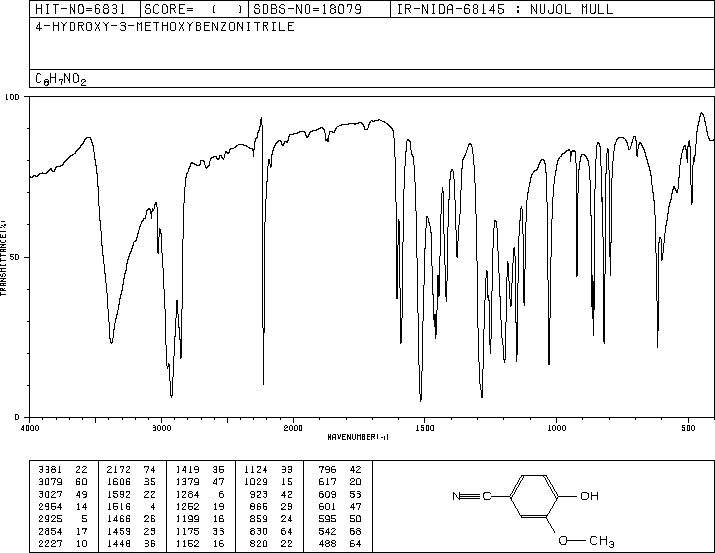 HIT-NO=6831 SCORE= ( ) SDBS-NO=18079 IR-NIDA-68145 : NUJOL MULL
4-HYDROXY-3-METHOXYBENZONITRILE
C8H7NO2
100
50
0
TRANSMITTANCE(%)
4000 3000 2000 1500 1000 500
WAVENUMBER(-1)
3381 22 2172 74 1419 35 1124 33 796 42
3079 60 1606 35 1379 47 1029 15 617 20
3027 49 1592 22 1284 6 923 42 609 53
2954 14 1516 4 1252 19 866 29 601 47
2925 5 1466 26 1199 16 859 24 595 50
2854 17 1459 29 1175 33 830 64 542 68
2227 10 1448 36 1152 16 820 22 488 64
N C OH
O CH3